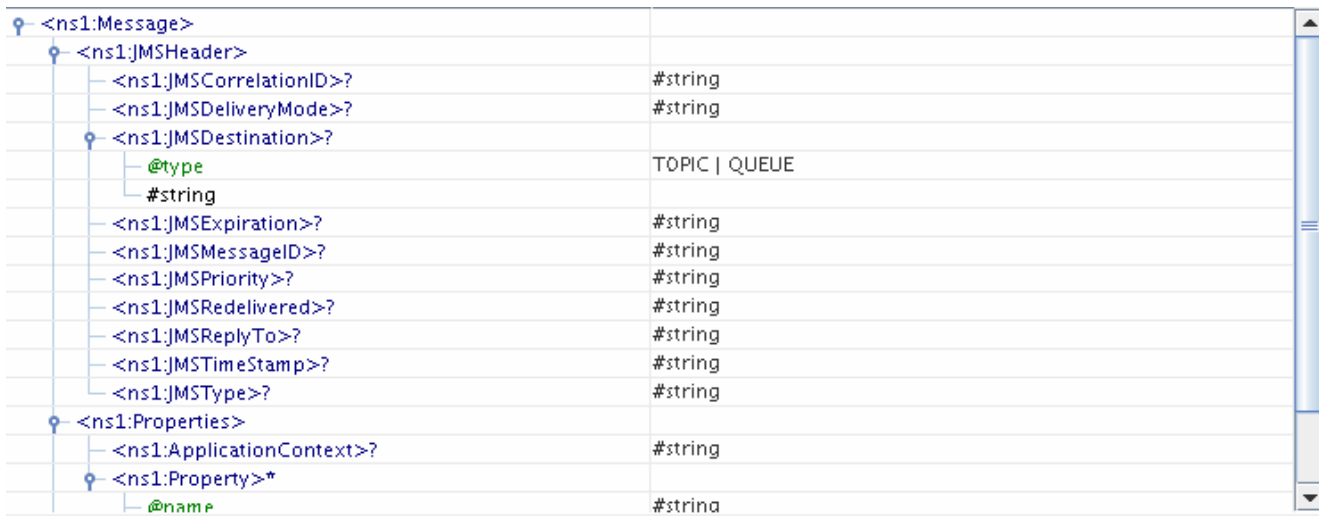 <ns1:Message>
<ns1:JMSHeader>
<ns1:JMSCorrelationID>? #string
<ns1:JMSDeliveryMode>? #string
<ns1:JMSDestination>?
@type TOPIC | QUEUE
#string
<ns1:JMSExpiration>? #string
<ns1:JMSMessageID>? #string
<ns1:JMSPriority>? #string
<ns1:JMSRedelivered>? #string
<ns1:JMSReplyTo>? #string
<ns1:JMSTimeStamp>? #string
<ns1:JMSType>? #string
<ns1:Properties>
<ns1:ApplicationContext>? #string
<ns1:Property>*
@name #string